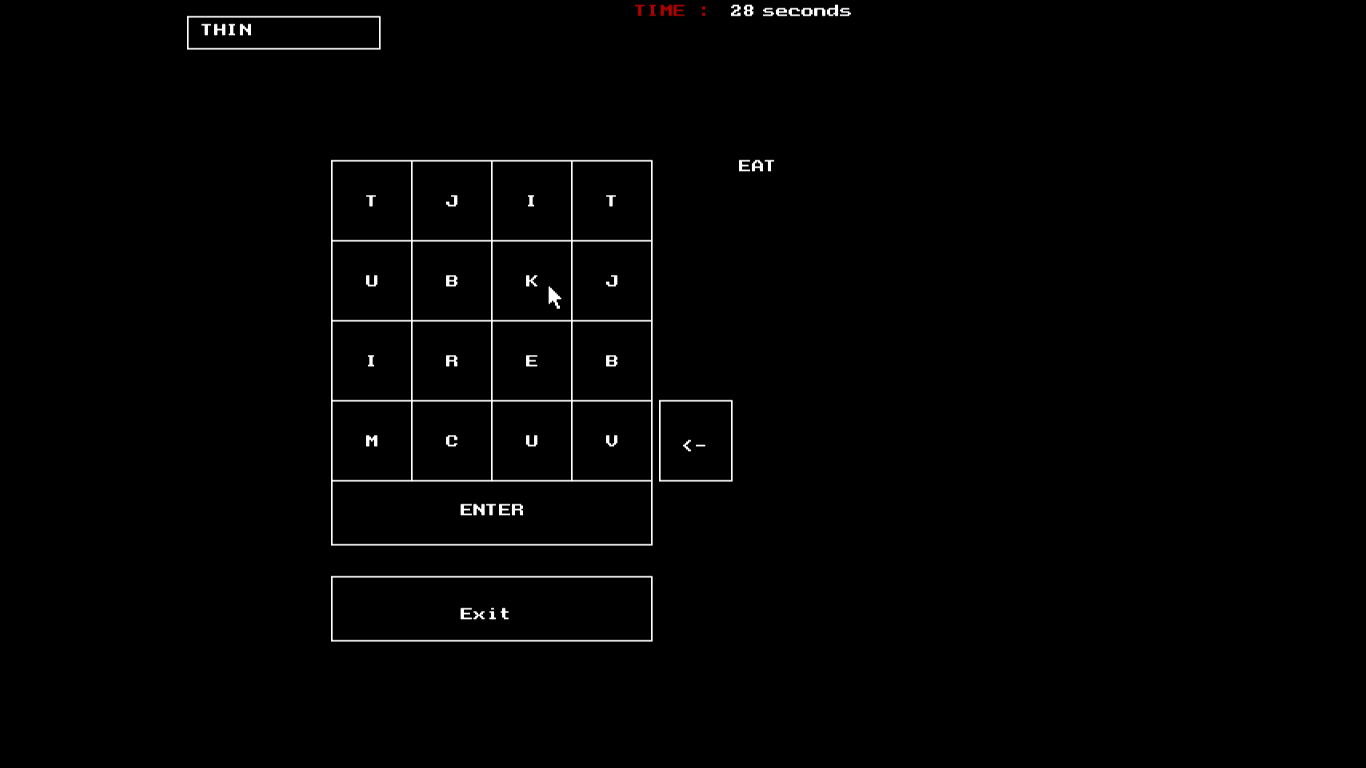 TIME : 28 seconds
THIN
EAT
T J I T
U B K J
I R E B
M C U V
<-
ENTER
Exit